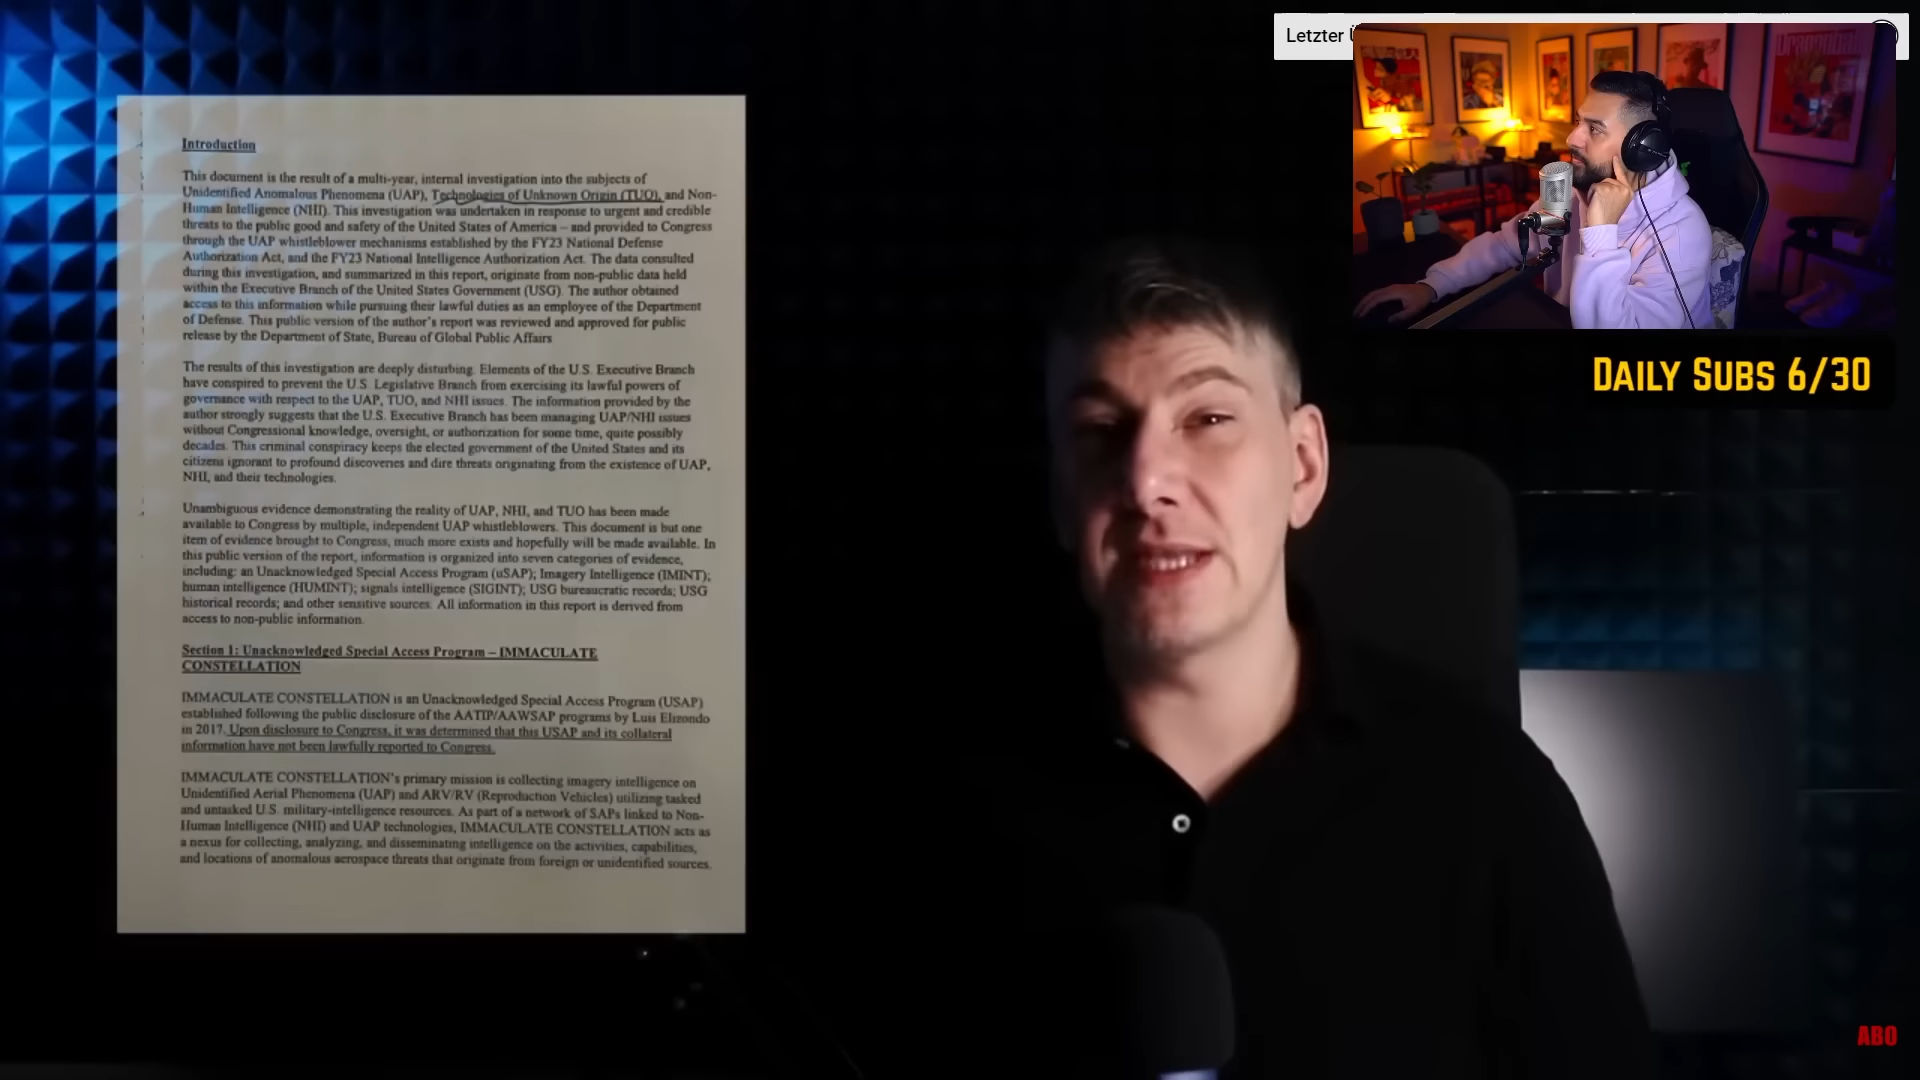 Introduction
This document is the result of a multi-year, internal investigation into the subjects of
Unidentified Anomalous Phenomena (UAP), Technologies of Unknown Origin (TUO), and Non-
Human Intelligence (NHI). This investigation was undertaken in response to urgent and credible
threats to the public good and safety of the United States of America – and provided to Congress
through the UAP whistleblower mechanisms established by the FY23 National Defense
Authorization Act, and the FY23 National Intelligence Authorization Act. The data consulted
during this investigation, and summarized in this report, originate from non-public data held
within the Executive Branch of the United States Government (USG). The author obtained
access to this information while pursuing their lawful duties as an employee of the Department
of Defense. This public version of the author's report was reviewed and approved for public
release by the Department of State, Bureau of Global Public Affairs
The results of this investigation are deeply disturbing. Elements of the U.S. Executive Branch
have conspired to prevent the U.S. Legislative Branch from exercising its lawful powers of
governance with respect to the UAP, TUO, and NHI issues. The information provided by the
author strongly suggests that the U.S. Executive Branch has been managing UAP/NHI issues
without Congressional knowledge, oversight, or authorization for some time, quite possibly
decades. This criminal conspiracy keeps the elected government of the United States and its
citizens ignorant to profound discoveries and dire threats originating from the existence of UAP,
NHI, and their technologies.
Unambiguous evidence demonstrating the reality of UAP, NHI, and TUO has been made
available to Congress by multiple, independent UAP whistleblowers. This document is but one
item of evidence brought to Congress, much more exists and hopefully will be made available. In
this public version of the report, information is organized into seven categories of evidence,
including: an Unacknowledged Special Access Program (uSAP); Imagery Intelligence (IMINT);
human intelligence (HUMINT); signals intelligence (SIGINT); USG bureaucratic records; USG
historical records; and other sensitive sources. All information in this report is derived from
access to non-public information.
Section 1: Unacknowledged Special Access Program – IMMACULATE
CONSTELLATION
IMMACULATE CONSTELLATION is an Unacknowledged Special Access Program (USAP)
established following the public disclosure of the AATIP/AAWSAP programs by Luis Elizondo
in 2017. Upon disclosure to Congress, it was determined that this USAP and its collateral
information have not been lawfully reported to Congress.
IMMACULATE CONSTELLATION's primary mission is collecting imagery intelligence on
Unidentified Aerial Phenomena (UAP) and ARV/RV (Reproduction Vehicles) utilizing tasked
and untasked U.S. military-intelligence resources. As part of a network of SAPs linked to Non-
Human Intelligence (NHI) and UAP technologies, IMMACULATE CONSTELLATION acts as
a nexus for collecting, analyzing, and disseminating intelligence on the activities, capabilities,
and locations of anomalous aerospace threats that originate from foreign or unidentified sources.
Letzter
DAILY SUBS 6/30
ABO